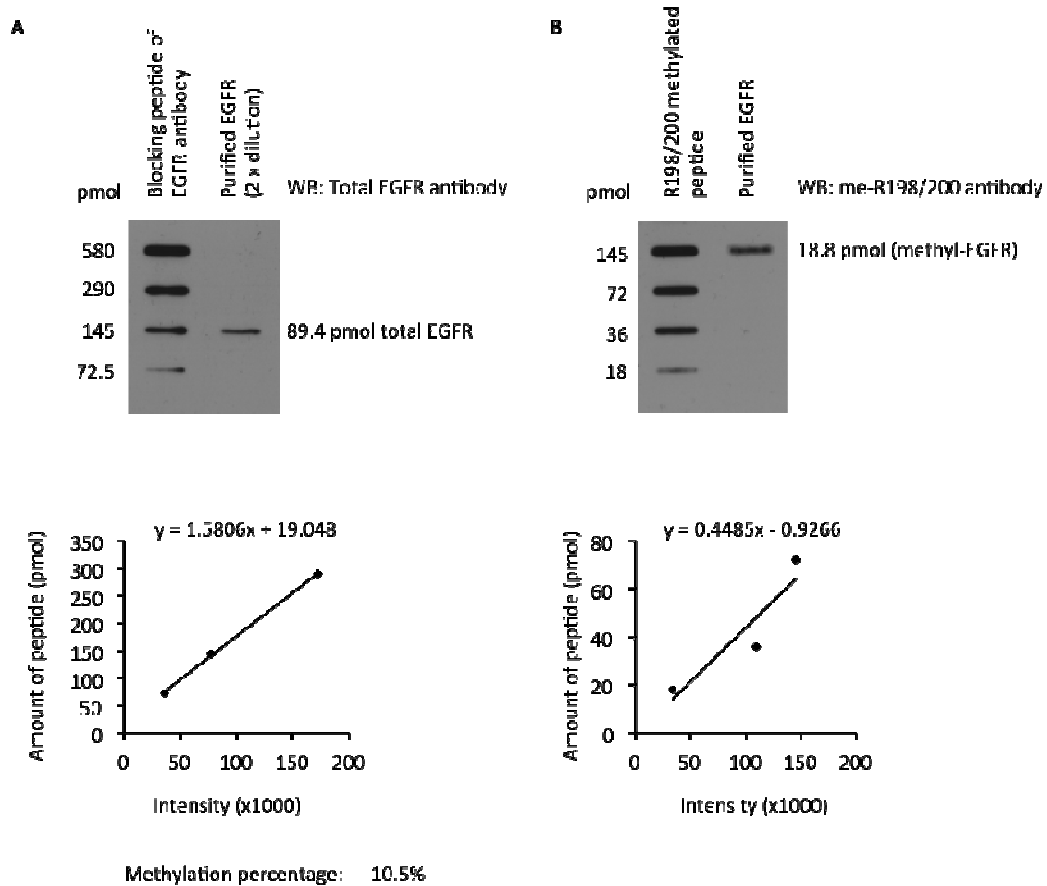 A
Blocking peptide of
EGFR antibocy
Purified EGFR
(2 x dilution)
pmol
WB: Total EGFR antibody
580
290
145
72.5
89.4 pmol total EGFR
y = 1.5806x + 19.048
Amount of peptide (pmol)
350
300
250
200
150
100
50
0
0 50 100 150 200
Intensity (x1000)
Methylation percentage: 10.5%
B
R198/200 methylated
peptice
Purified EGFR
pmol
WB: me-R198/200 antibody
145
72
36
18
18.8 pmol (methyl-EGFR)
y = 0.4485x - 0.9266
Amount of peptide (pmol)
80
60
40
20
0
0 50 100 150 200
Intens ty (x1000)